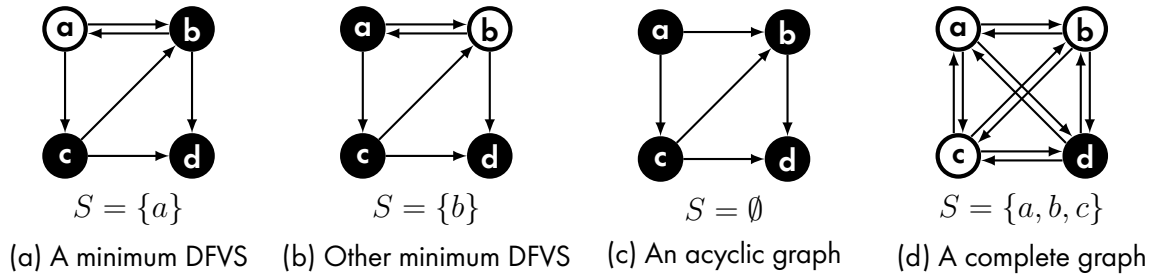 a b a b a b a b
c d c d c d c d
S = {a} S = {b} S = ∅ S = {a, b, c}
(a) A minimum DFVS (b) Other minimum DFVS (c) An acyclic graph (d) A complete graph